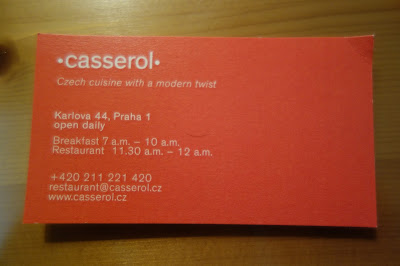 •casserol•
Czech cuisine with a modern twist
Karlova 44, Praha 1
open daily
Breakfast 7 a.m. – 10 a.m.
Restaurant 11.30 a.m. – 12 a.m.
+420 211 221 420
restaurant@casserol.cz
www.casserol.cz